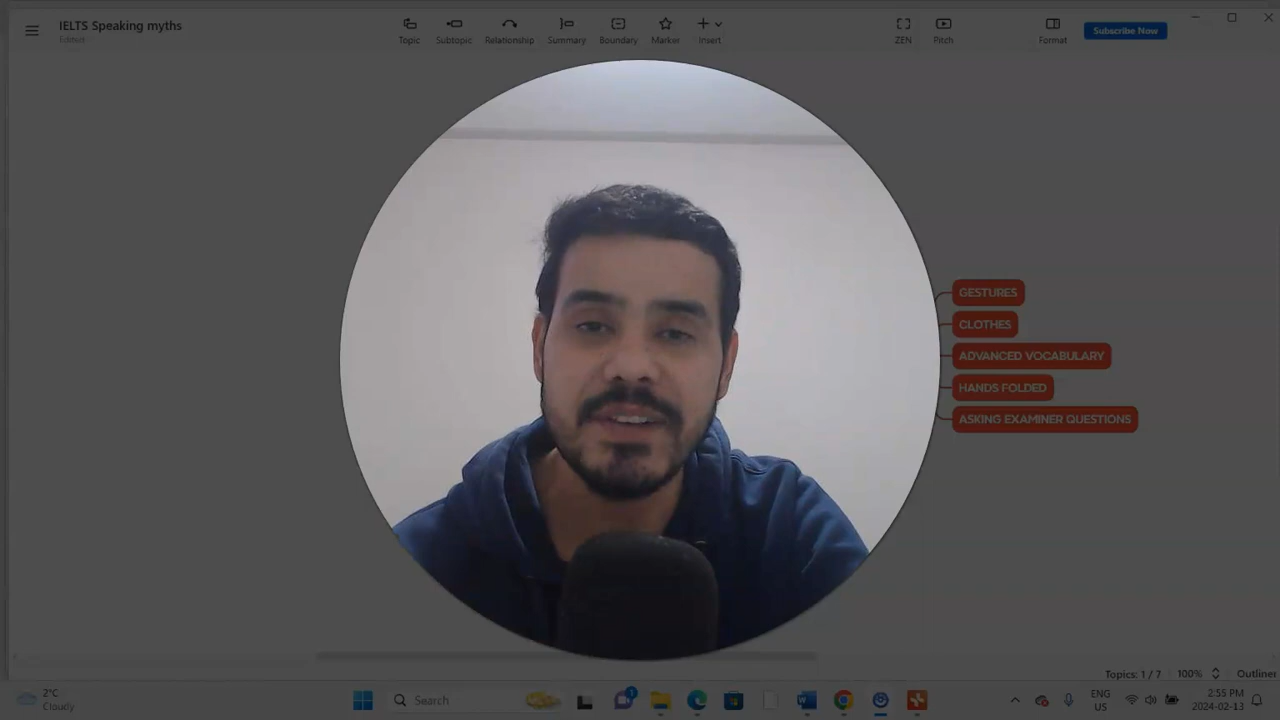 IELTS Speaking myths
Edited
Topic
Subtopic
Relationship
Summary
Boundary
Marker
Insert
ZEN
Pitch
Format
Subscribe Now
GESTURES
CLOTHES
ADVANCED VOCABULARY
HANDS FOLDED
ASKING EXAMINER QUESTIONS
Topics: 1 / 7
100%
Outliner
2°C
Cloudy
Search
1
ENG
US
2:55 PM
2024-02-13